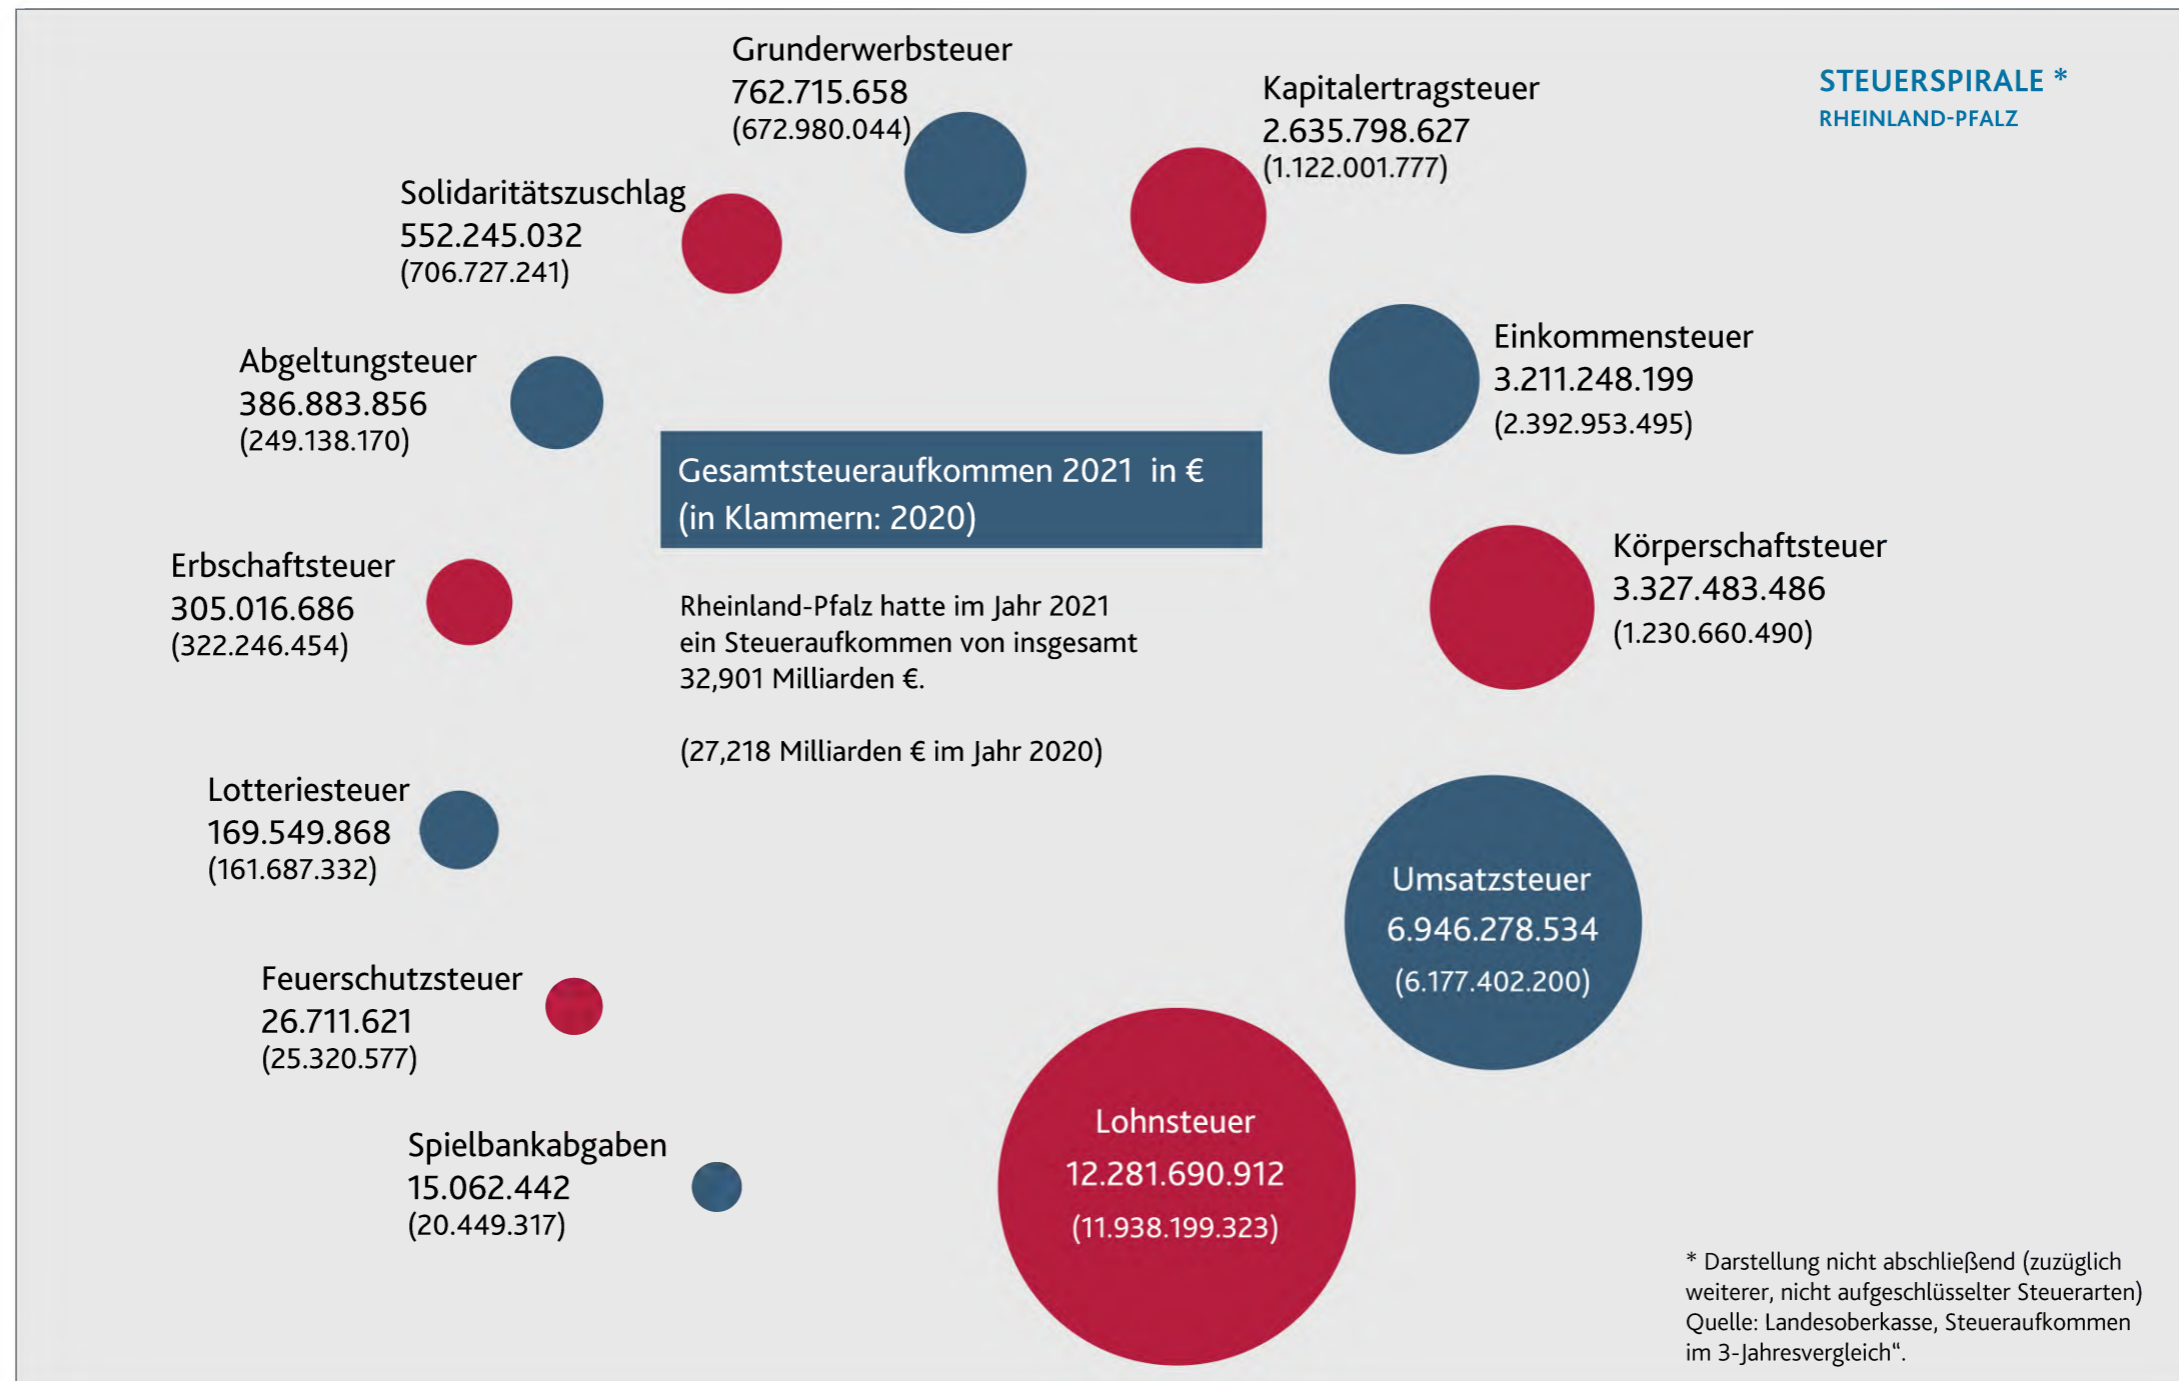 STEUERSPIRALE *
RHEINLAND-PFALZ
Grunderwerbsteuer
762.715.658
(672.980.044)
Kapitalertragsteuer
2.635.798.627
(1.122.001.777)
Solidaritätszuschlag
552.245.032
(706.727.241)
Einkommensteuer
3.211.248.199
(2.392.953.495)
Abgeltungsteuer
386.883.856
(249.138.170)
Gesamtsteueraufkommen 2021 in €
(in Klammern: 2020)
Körperschaftsteuer
3.327.483.486
(1.230.660.490)
Erbschaftsteuer
305.016.686
(322.246.454)
Rheinland-Pfalz hatte im Jahr 2021
ein Steueraufkommen von insgesamt
32,901 Milliarden €.
(27,218 Milliarden € im Jahr 2020)
Lotteriesteuer
169.549.868
(161.687.332)
Umsatzsteuer
6.946.278.534
(6.177.402.200)
Feuerschutzsteuer
26.711.621
(25.320.577)
Lohnsteuer
12.281.690.912
(11.938.199.323)
Spielbankabgaben
15.062.442
(20.449.317)
* Darstellung nicht abschließend (zuzüglich
weiterer, nicht aufgeschlüsselter Steuerarten)
Quelle: Landesoberkasse, Steueraufkommen
im 3-Jahresvergleich“.